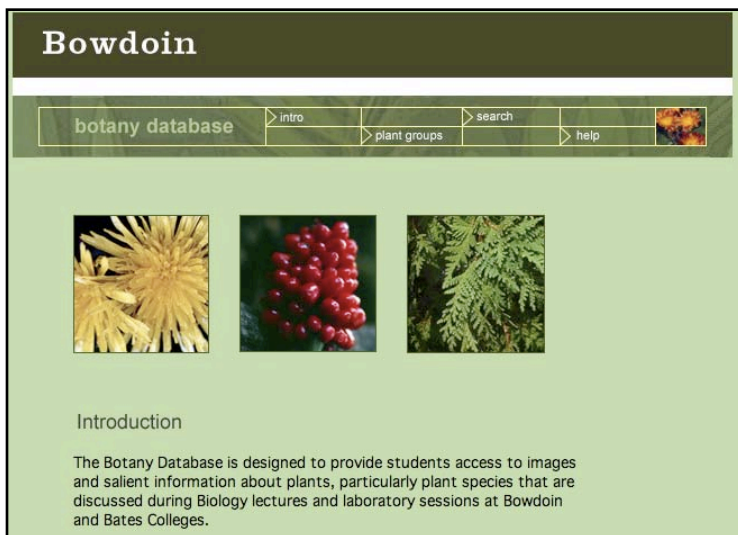 Bowdoin
botany database
intro
search
plant groups
help
Introduction
The Botany Database is designed to provide students access to images
and salient information about plants, particularly plant species that are
discussed during Biology lectures and laboratory sessions at Bowdoin
and Bates Colleges.